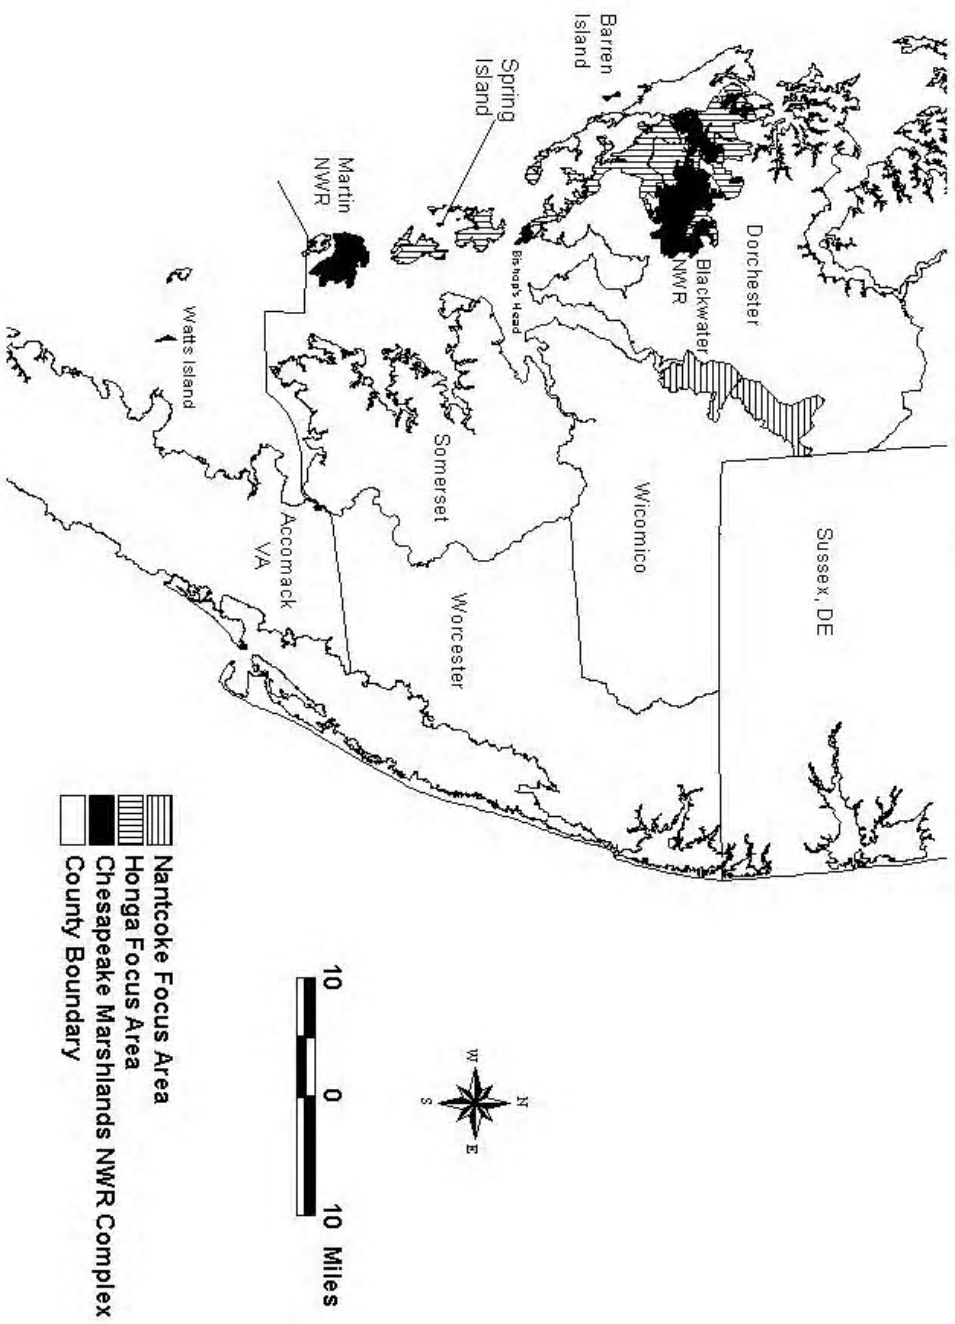 Barren
Island
Spring
Island
Martin
NWR
Dorchester
Blackwater
NWR
Bishop's Head
Watts Island
Somerset
Wicomico
Sussex, DE
Accomack
VA
Worcester
N
W
E
S
10 0 10 Miles
Nantcoke Focus Area
Honga Focus Area
Chesapeake Marshlands NWR Complex
County Boundary